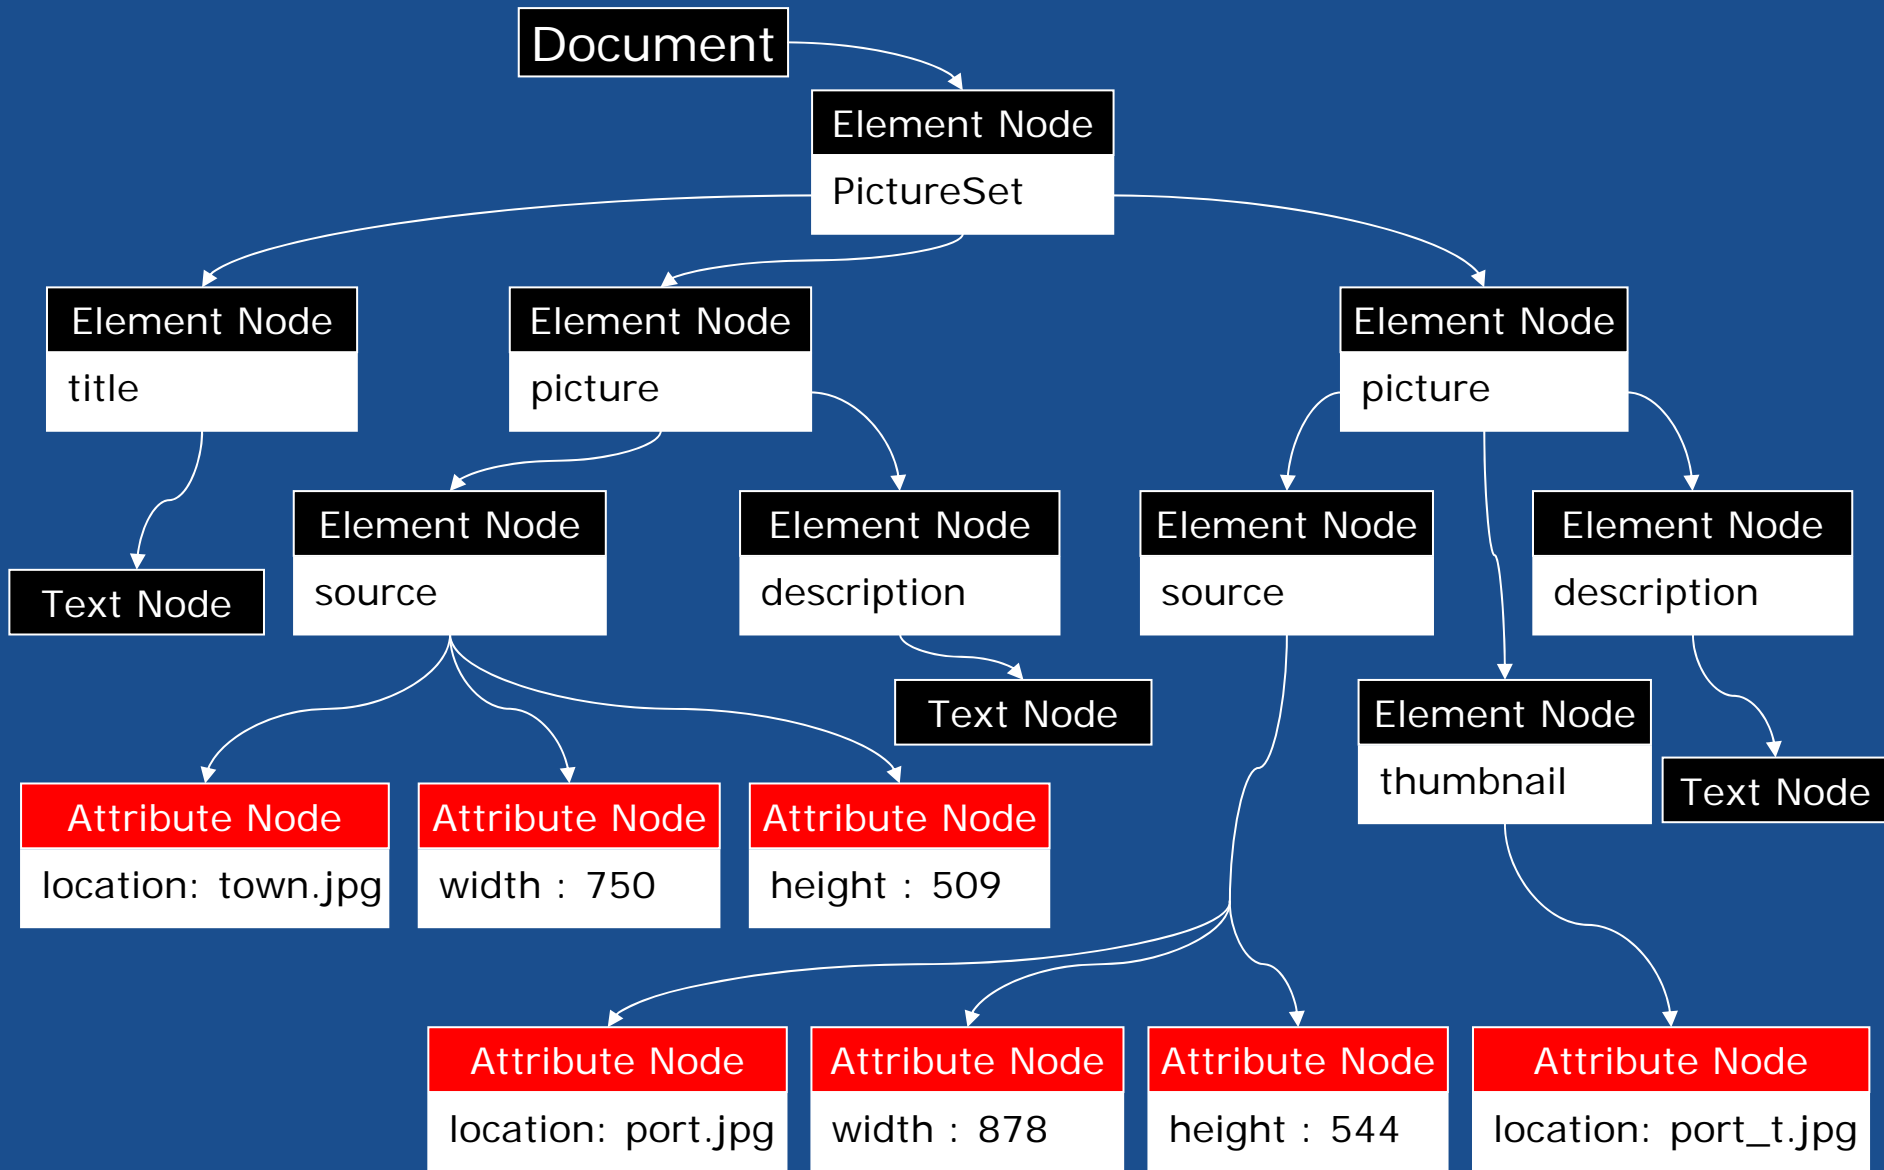 Document
Element Node
PictureSet
Element Node
title
Element Node
picture
Element Node
picture
Element Node
source
Element Node
description
Element Node
source
Element Node
description
Text Node
Text Node
Element Node
thumbnail
Text Node
Attribute Node
location: town.jpg
Attribute Node
width : 750
Attribute Node
height : 509
Attribute Node
location: port.jpg
Attribute Node
width : 878
Attribute Node
height : 544
Attribute Node
location: port_t.jpg